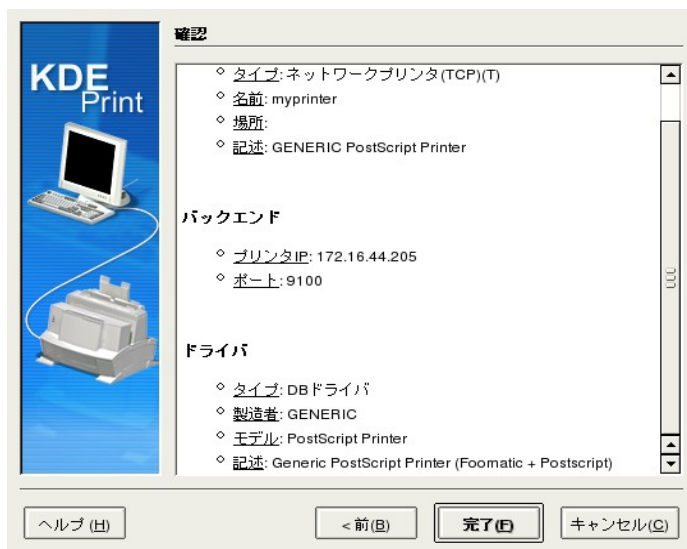 確認
KDE
Print
タイプ: ネットワークプリンタ(TCP)(T)
名前: myprinter
場所:
記述: GENERIC PostScript Printer
バックエンド
プリンタIP: 172.16.44.205
ポート: 9100
ドライバ
タイプ: DBドライバ
製造者: GENERIC
モデル: PostScript Printer
記述: Generic PostScript Printer (Foomatic + Postscript)
ヘルプ (H)
< 前(B)
完了(F)
キャンセル(C)